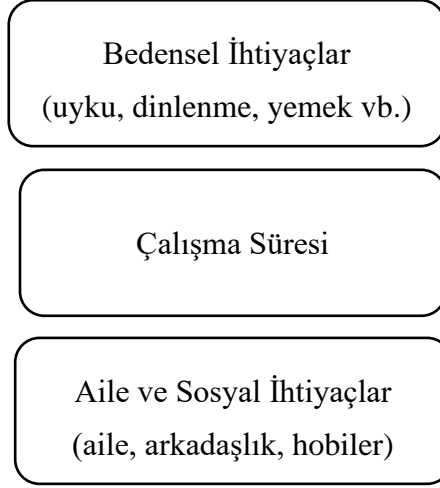 Bedensel İhtiyaçlar
(uyku, dinlenme, yemek vb.)
Çalışma Süresi
Aile ve Sosyal İhtiyaçlar
(aile, arkadaşlık, hobiler)